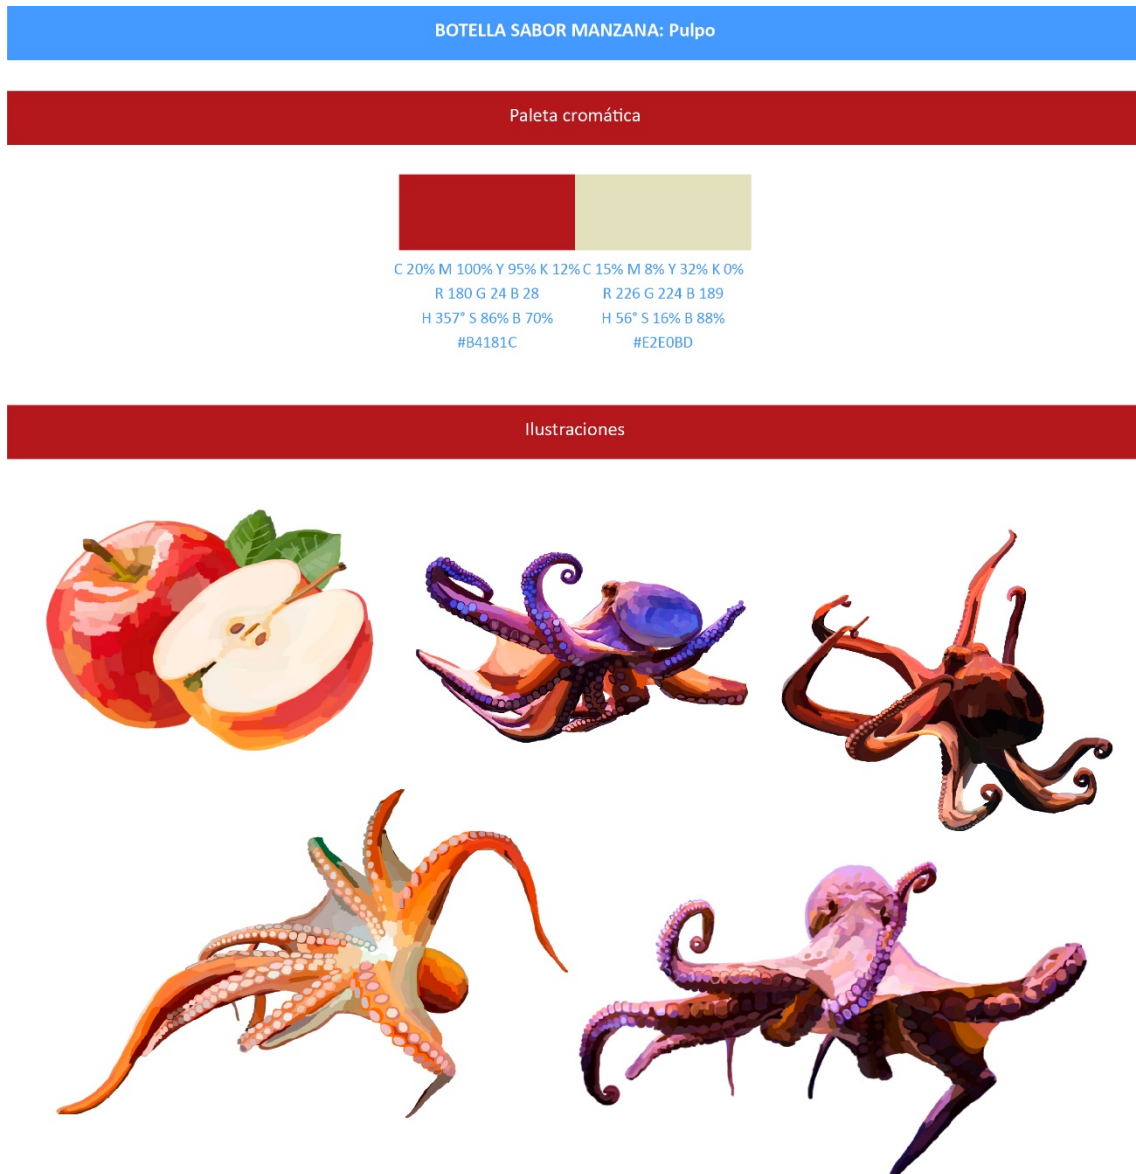 BOTELLA SABOR MANZANA: Pulpo
Paleta cromática
C 20% M 100% Y 95% K 12% C 15% M 8% Y 32% K 0%
R 180 G 24 B 28 R 226 G 224 B 189
H 357° S 86% B 70% H 56° S 16% B 88%
#B4181C #E2E0BD
Ilustraciones